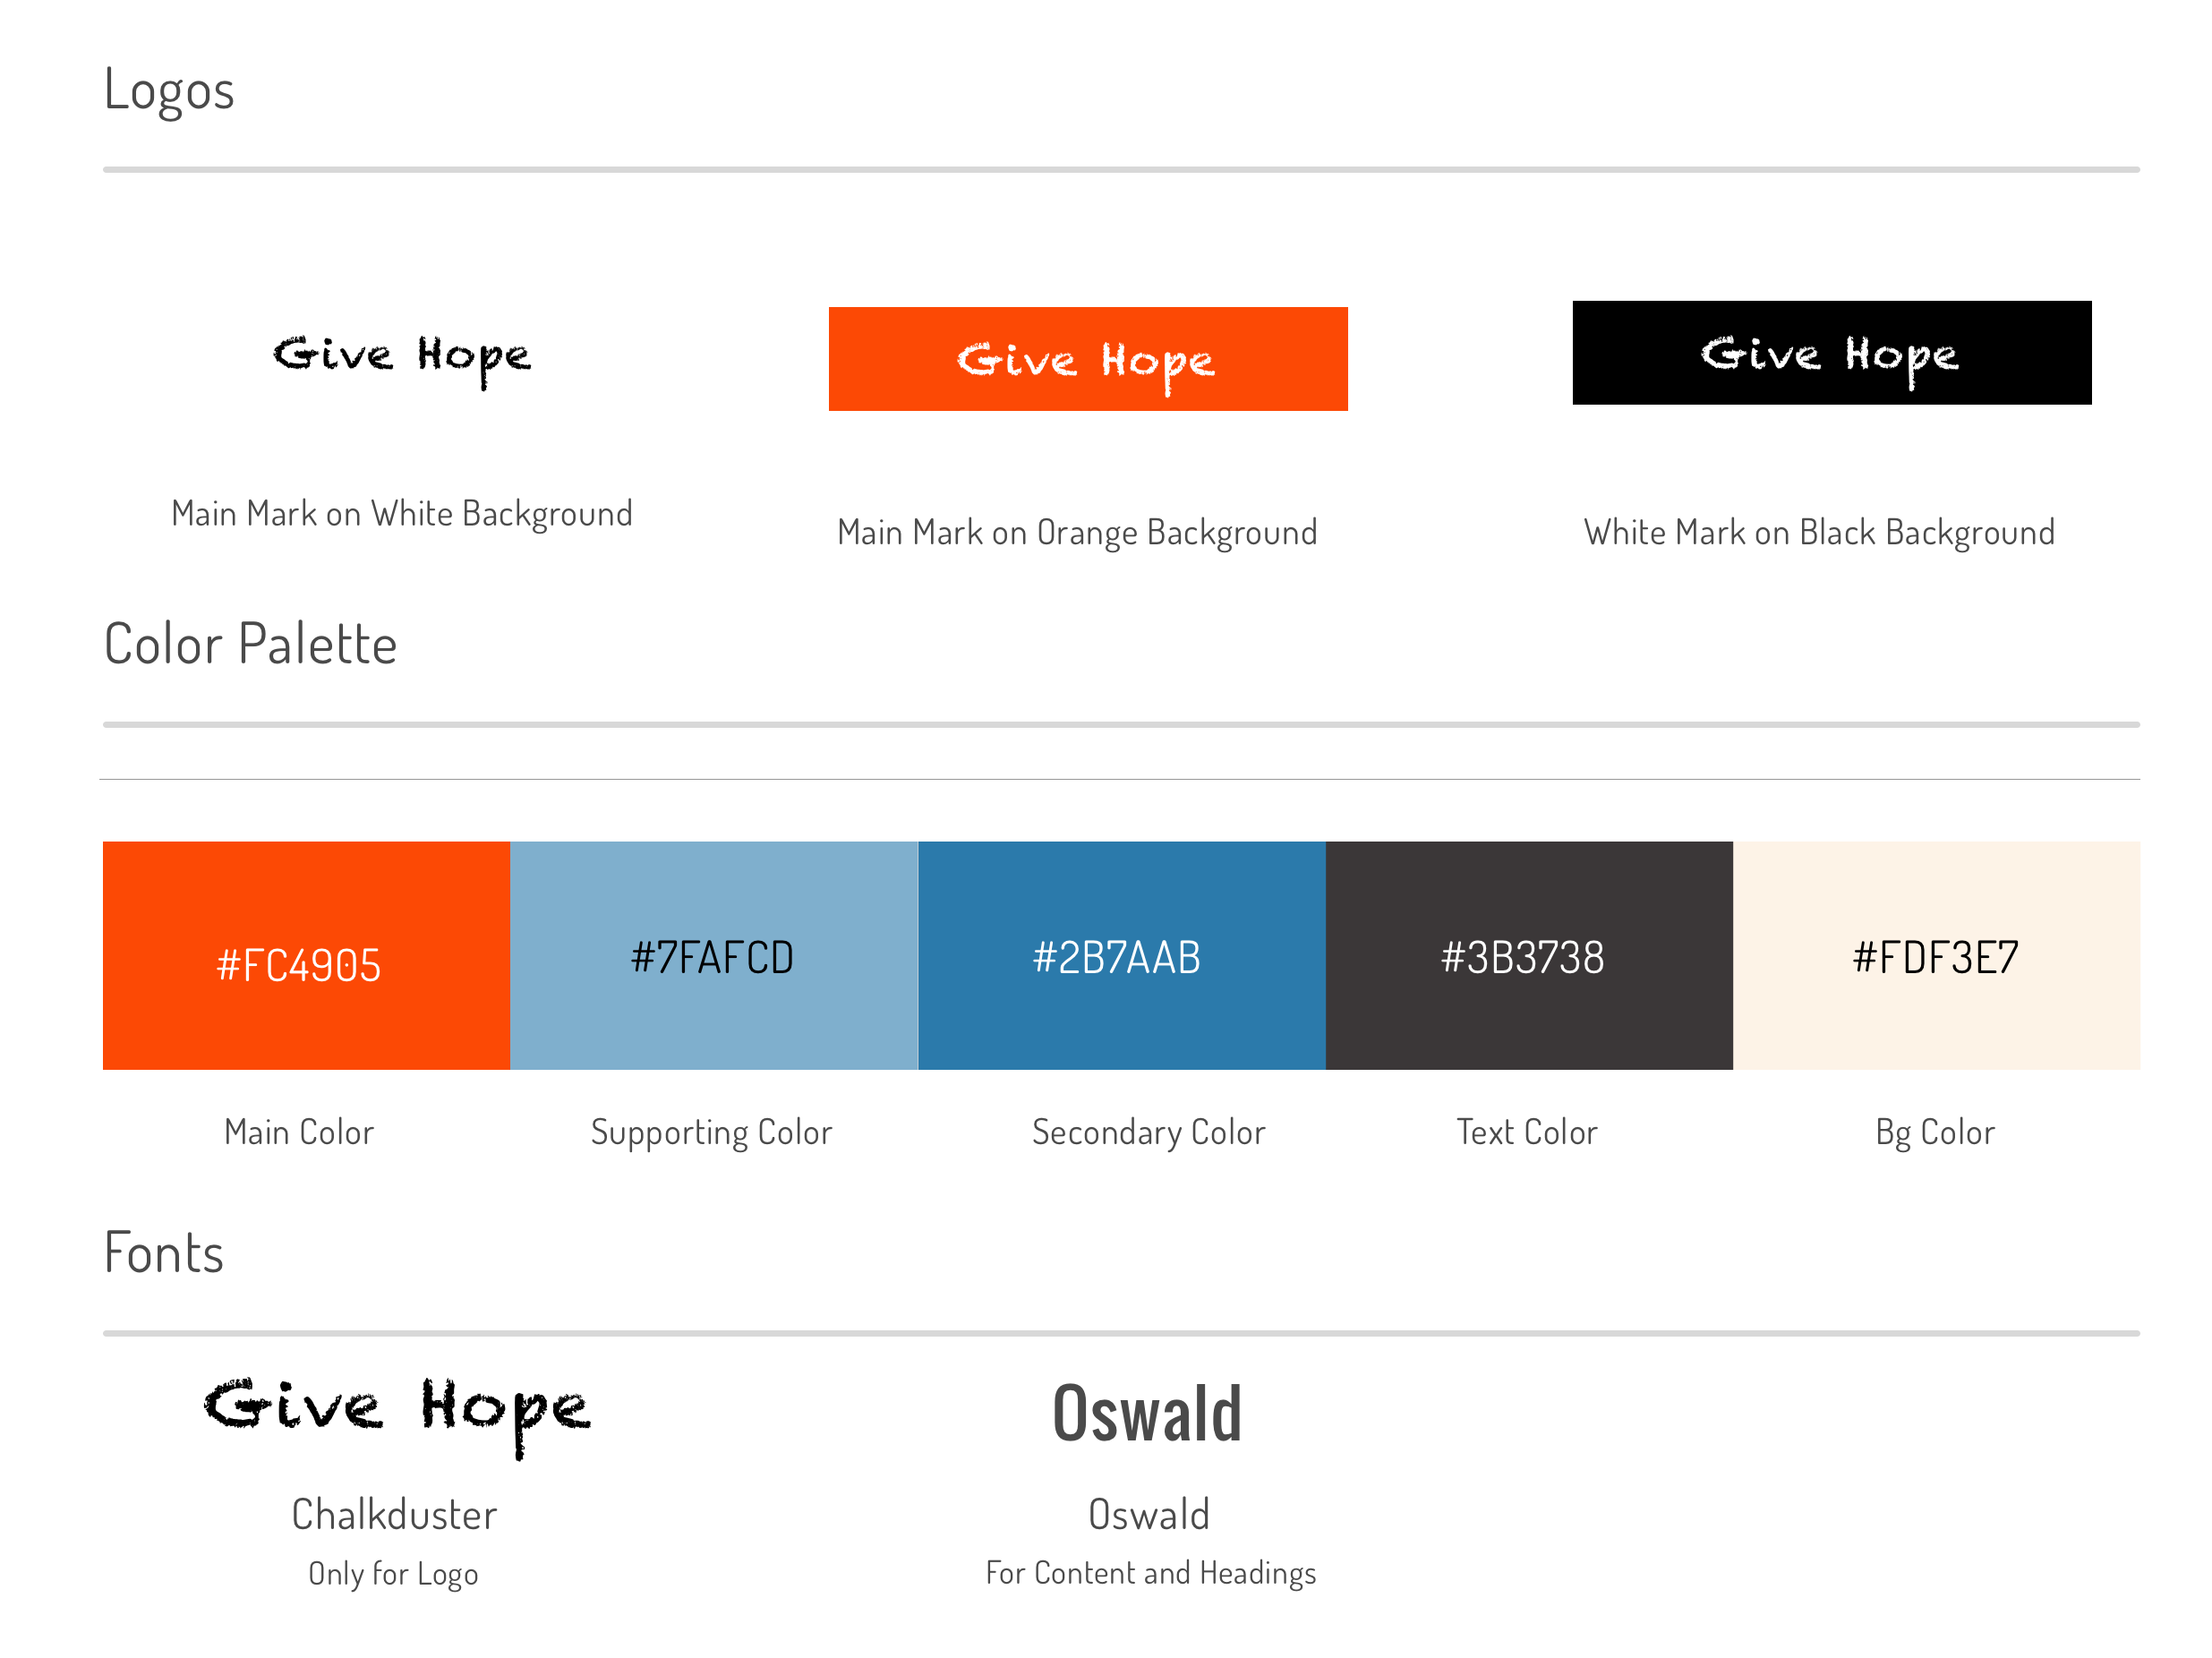 Logos
Give Hope
Give Hope
Give Hope
Main Mark on White Background
Main Mark on Orange Background
White Mark on Black Background
Color Palette
#FC4905
#7FAFCD
#2B7AAB
#3B3738
#FDF3E7
Main Color
Supporting Color
Secondary Color
Text Color
Bg Color
Fonts
Give Hope
Oswald
Chalkduster
Oswald
Only for Logo
For Content and Headings